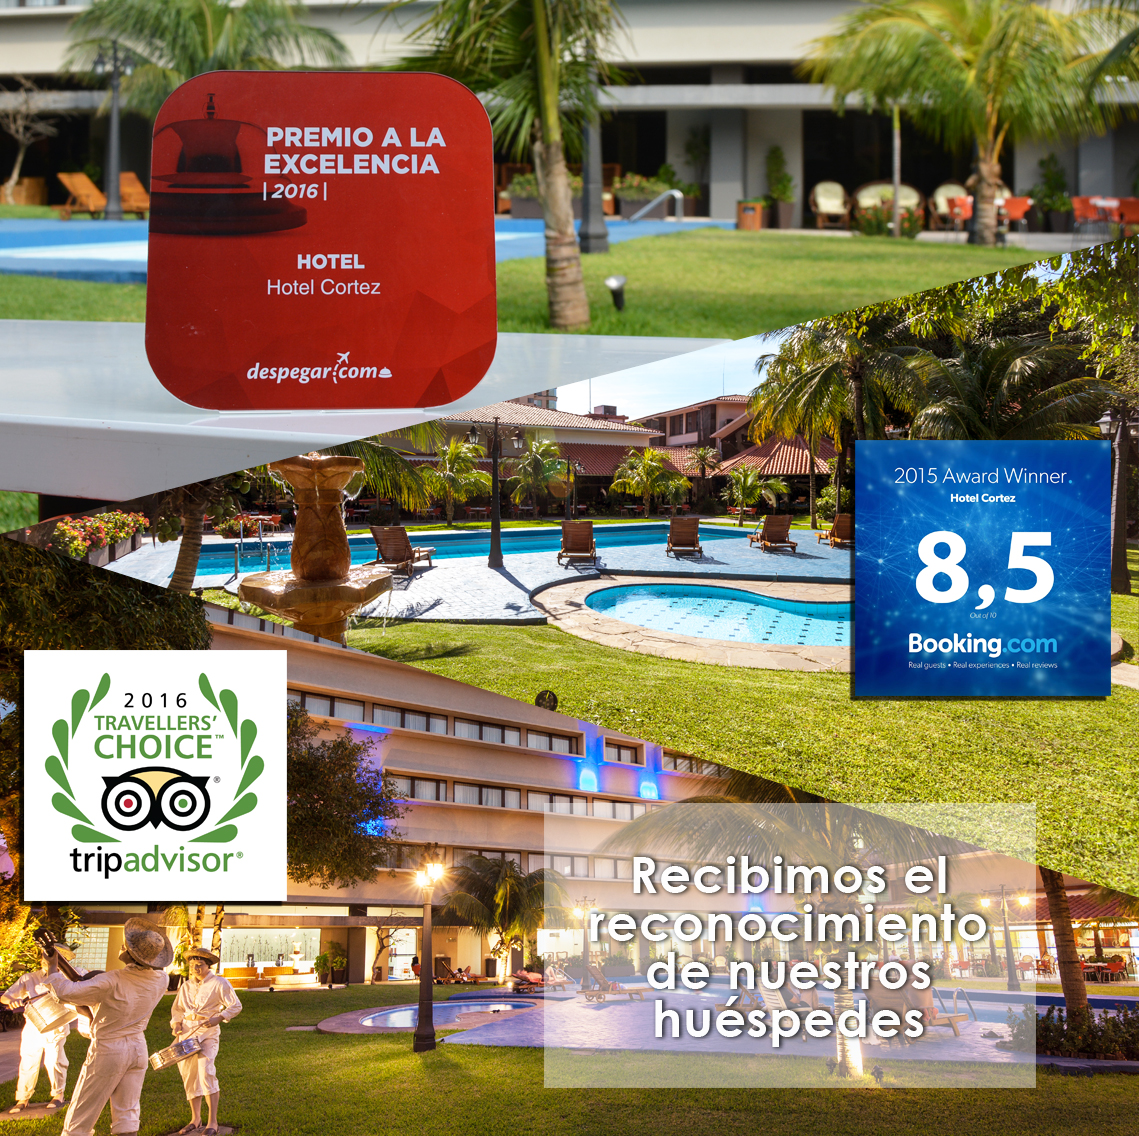 PREMIO A LA
EXCELENCIA
| 2016 |
HOTEL
Hotel Cortez
despegar.com
2015 Award Winner
Hotel Cortez
8,5
Out of 10
Booking.com
Real guests • Real experiences • Real reviews
2016
TRAVELLERS'
CHOICE™
tripadvisor®
Recibimos el
reconocimiento
de nuestros
huéspedes